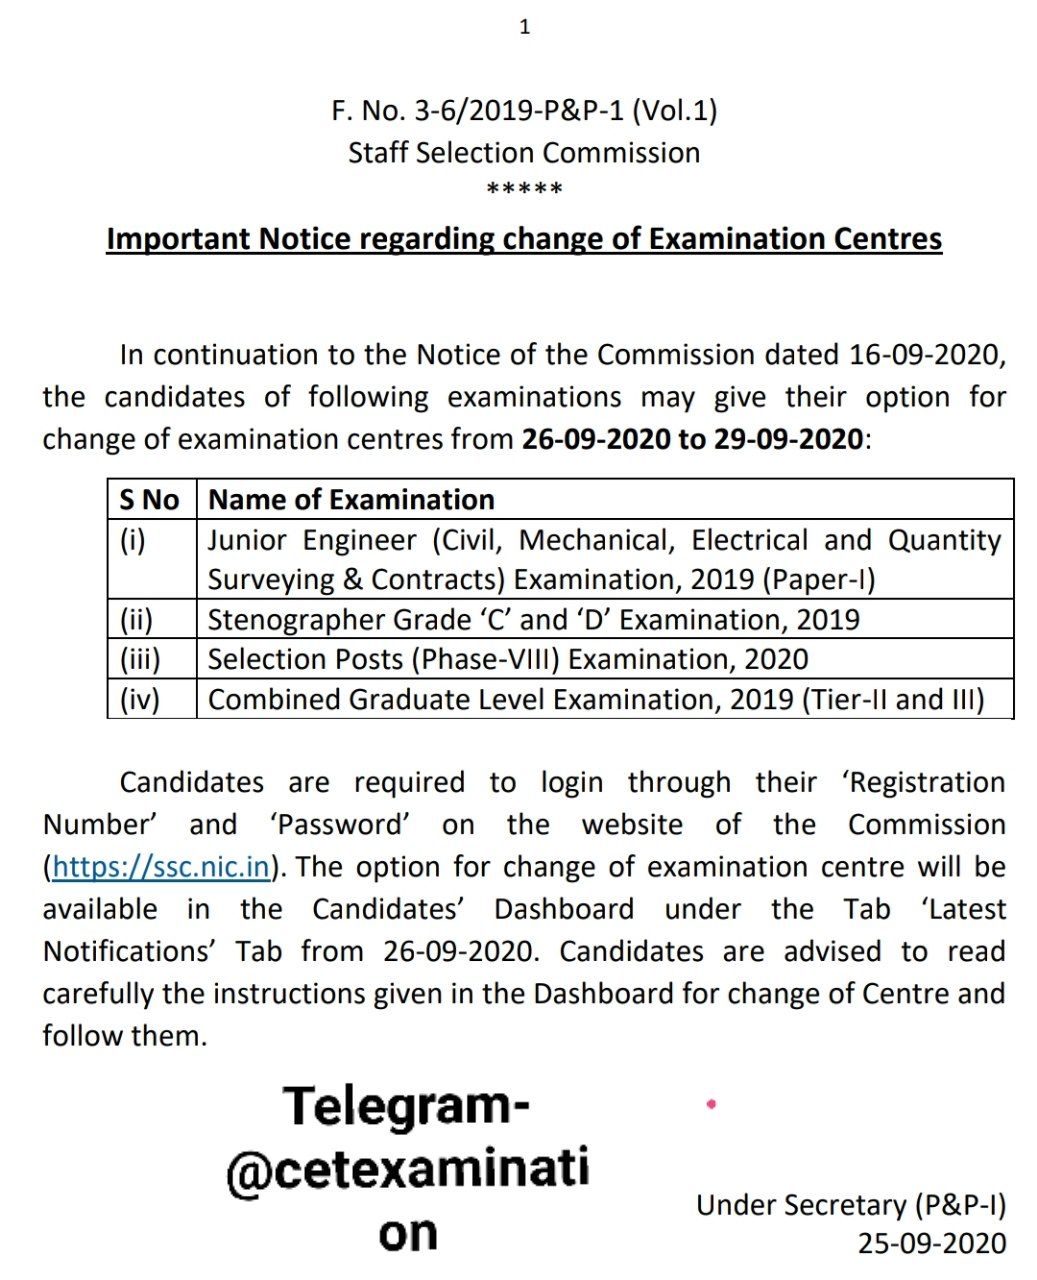 1
F. No. 3-6/2019-P&P-1 (Vol.1)
Staff Selection Commission
*****
Important Notice regarding change of Examination Centres
In continuation to the Notice of the Commission dated 16-09-2020,
the candidates of following examinations may give their option for
change of examination centres from 26-09-2020 to 29-09-2020:
S No Name of Examination
(i) Junior Engineer (Civil, Mechanical, Electrical and Quantity
Surveying & Contracts) Examination, 2019 (Paper-I)
(ii) Stenographer Grade ‘C’ and ‘D’ Examination, 2019
(iii) Selection Posts (Phase-VIII) Examination, 2020
(iv) Combined Graduate Level Examination, 2019 (Tier-II and III)
Candidates are required to login through their ‘Registration
Number’ and ‘Password’ on the website of the Commission
(https://ssc.nic.in). The option for change of examination centre will be
available in the Candidates’ Dashboard under the Tab ‘Latest
Notifications’ Tab from 26-09-2020. Candidates are advised to read
carefully the instructions given in the Dashboard for change of Centre and
follow them.
Telegram-
@cetexaminati
on
Under Secretary (P&P-I)
25-09-2020